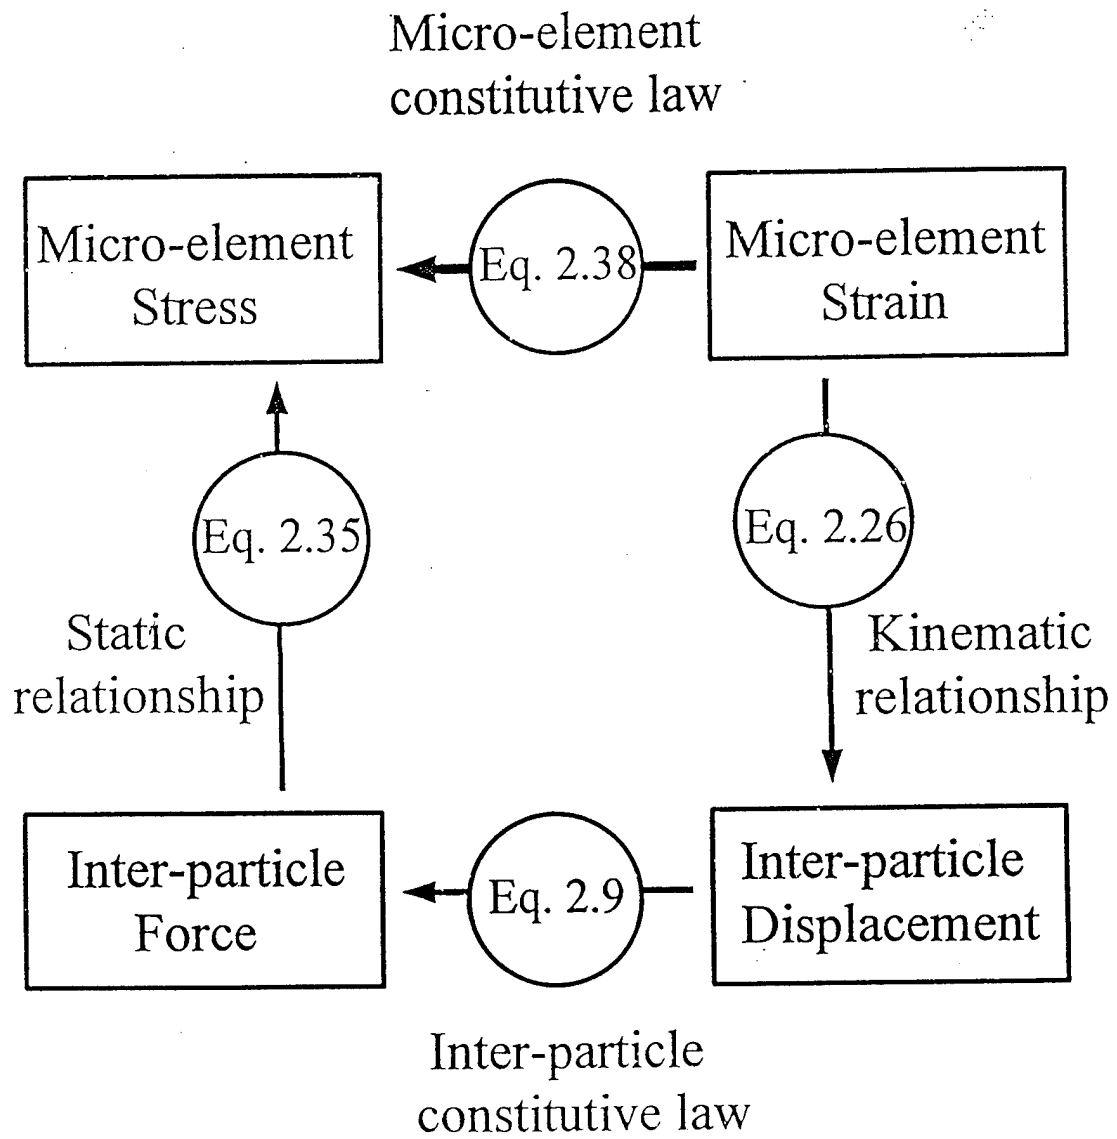 Micro-element
constitutive law
Micro-element
Stress
Eq. 2.38
Micro-element
Strain
Eq. 2.35
Eq. 2.26
Static
relationship
Kinematic
relationship
Inter-particle
Force
Eq. 2.9
Inter-particle
Displacement
Inter-particle
constitutive law